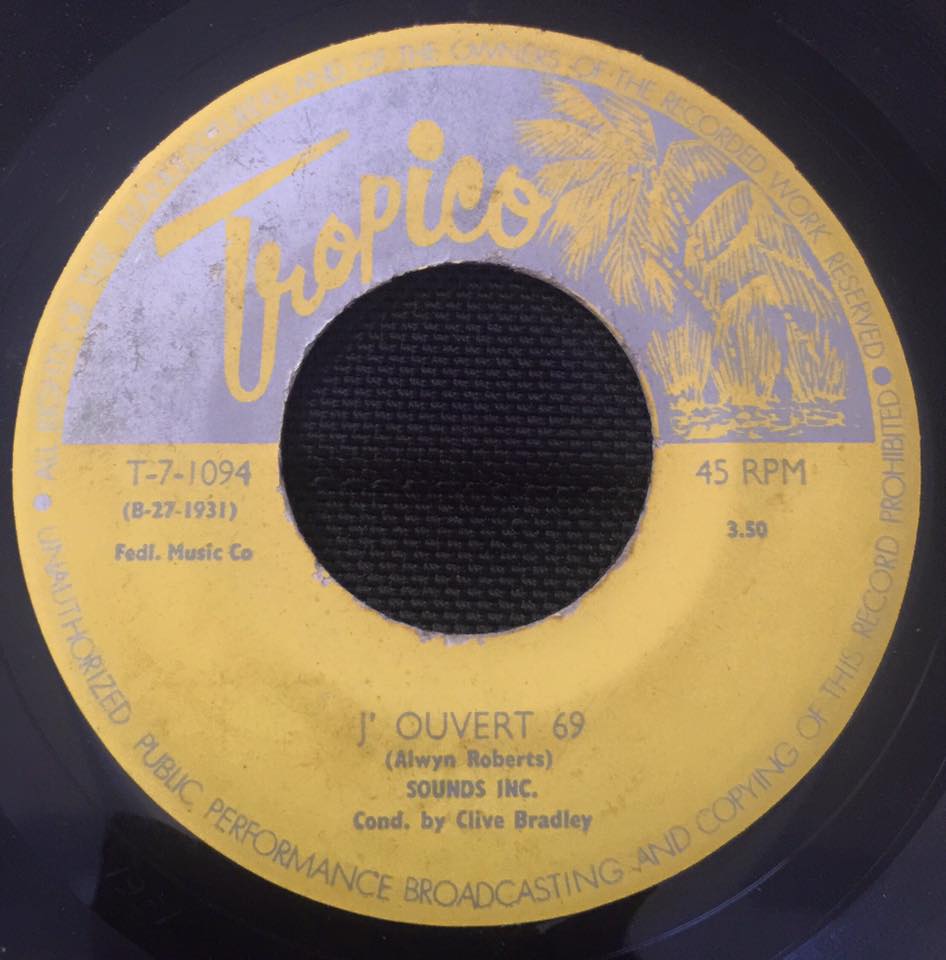 ALL RIGHTS OF THE MANUFACTURERS AND OF THE OWNERS OF THE RECORDED WORK RESERVED
Tropico
T-7-1094
(B-27-1931)
Fedl. Music Co
45 RPM
3.50
J' OUVERT 69
(Alwyn Roberts)
SOUNDS INC.
Cond. by Clive Bradley
UNAUTHORIZED PUBLIC PERFORMANCE BROADCASTING AND COPYING OF THIS RECORD PROHIBITED